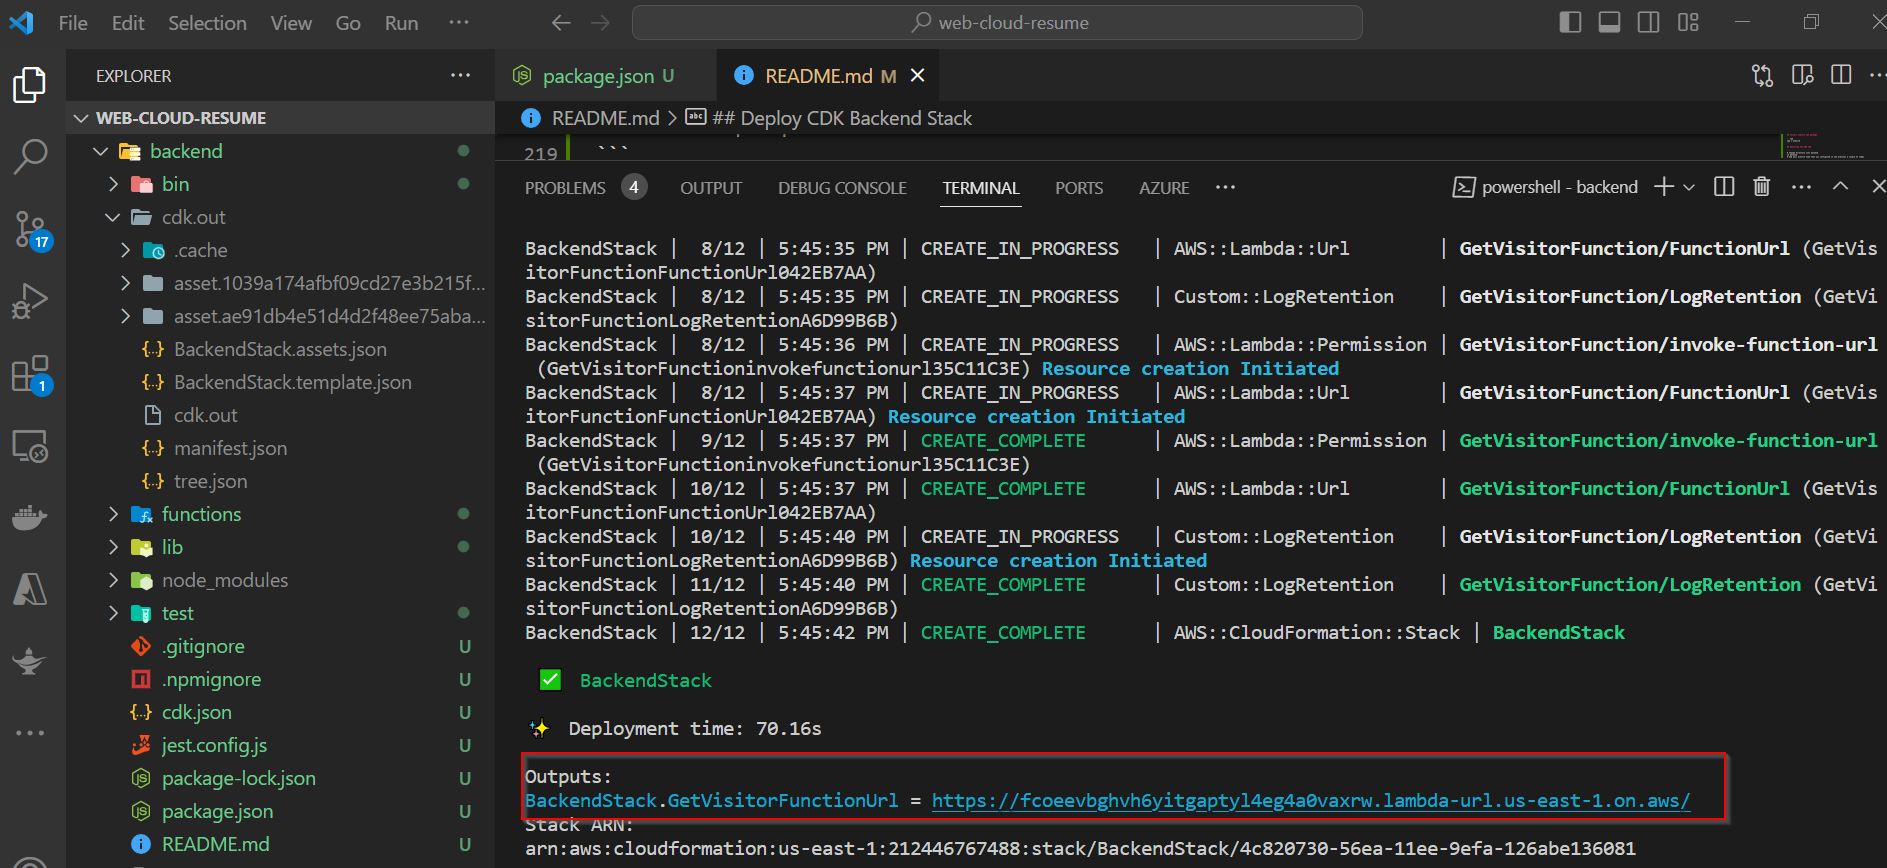 File Edit Selection View Go Run ...
web-cloud-resume
EXPLORER
package.json U
README.md M
WEB-CLOUD-RESUME
README.md > ## Deploy CDK Backend Stack
backend
bin
cdk.out
.cache
asset.1039a174afbf09cd27e3b215f...
asset.ae91db4e51d4d2f48ee75aba...
BackendStack.assets.json
BackendStack.template.json
cdk.out
manifest.json
tree.json
functions
lib
node_modules
test
.gitignore U
.npmignore U
cdk.json U
jest.config.js U
package-lock.json U
package.json U
README.md U
17
1
219 ```
PROBLEMS 4 OUTPUT DEBUG CONSOLE TERMINAL PORTS AZURE ...
powershell - backend
BackendStack | 8/12 | 5:45:35 PM | CREATE_IN_PROGRESS | AWS::Lambda::Url | GetVisitorFunction/FunctionUrl (GetVis
itorFunctionFunctionUrl042EB7AA)
BackendStack | 8/12 | 5:45:35 PM | CREATE_IN_PROGRESS | Custom::LogRetention | GetVisitorFunction/LogRetention (GetVi
sitorFunctionLogRetentionA6D99B6B)
BackendStack | 8/12 | 5:45:36 PM | CREATE_IN_PROGRESS | AWS::Lambda::Permission | GetVisitorFunction/invoke-function-url
(GetVisitorFunctioninvokefunctionurl35C11C3E) Resource creation Initiated
BackendStack | 8/12 | 5:45:37 PM | CREATE_IN_PROGRESS | AWS::Lambda::Url | GetVisitorFunction/FunctionUrl (GetVis
itorFunctionFunctionUrl042EB7AA) Resource creation Initiated
BackendStack | 9/12 | 5:45:37 PM | CREATE_COMPLETE | AWS::Lambda::Permission | GetVisitorFunction/invoke-function-url
(GetVisitorFunctioninvokefunctionurl35C11C3E)
BackendStack | 10/12 | 5:45:37 PM | CREATE_COMPLETE | AWS::Lambda::Url | GetVisitorFunction/FunctionUrl (GetVis
itorFunctionFunctionUrl042EB7AA)
BackendStack | 10/12 | 5:45:40 PM | CREATE_IN_PROGRESS | Custom::LogRetention | GetVisitorFunction/LogRetention (GetVi
sitorFunctionLogRetentionA6D99B6B) Resource creation Initiated
BackendStack | 11/12 | 5:45:40 PM | CREATE_COMPLETE | Custom::LogRetention | GetVisitorFunction/LogRetention (GetVi
sitorFunctionLogRetentionA6D99B6B)
BackendStack | 12/12 | 5:45:42 PM | CREATE_COMPLETE | AWS::CloudFormation::Stack | BackendStack
✅ BackendStack
✨ Deployment time: 70.16s
Outputs:
BackendStack.GetVisitorFunctionUrl = https://fcoeevbghvh6yitgaptyl4eg4a0vaxrw.lambda-url.us-east-1.on.aws/
Stack ARN:
arn:aws:cloudformation:us-east-1:212446767488:stack/BackendStack/4c820730-56ea-11ee-9efa-126abe136081